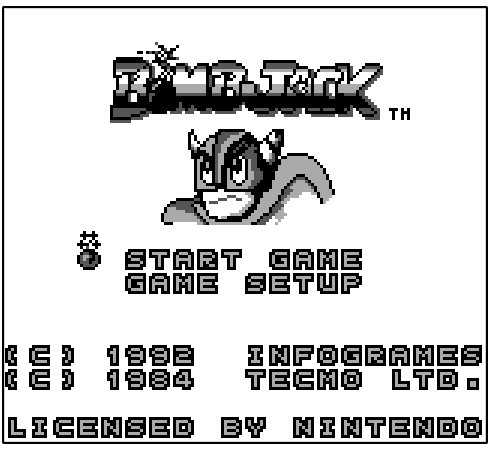 BOMB JACK TM
START GAME
GAME SETUP
(C) 1992 INFOGRAMES
(C) 1984 TECMO LTD.
LICENSED BY NINTENDO